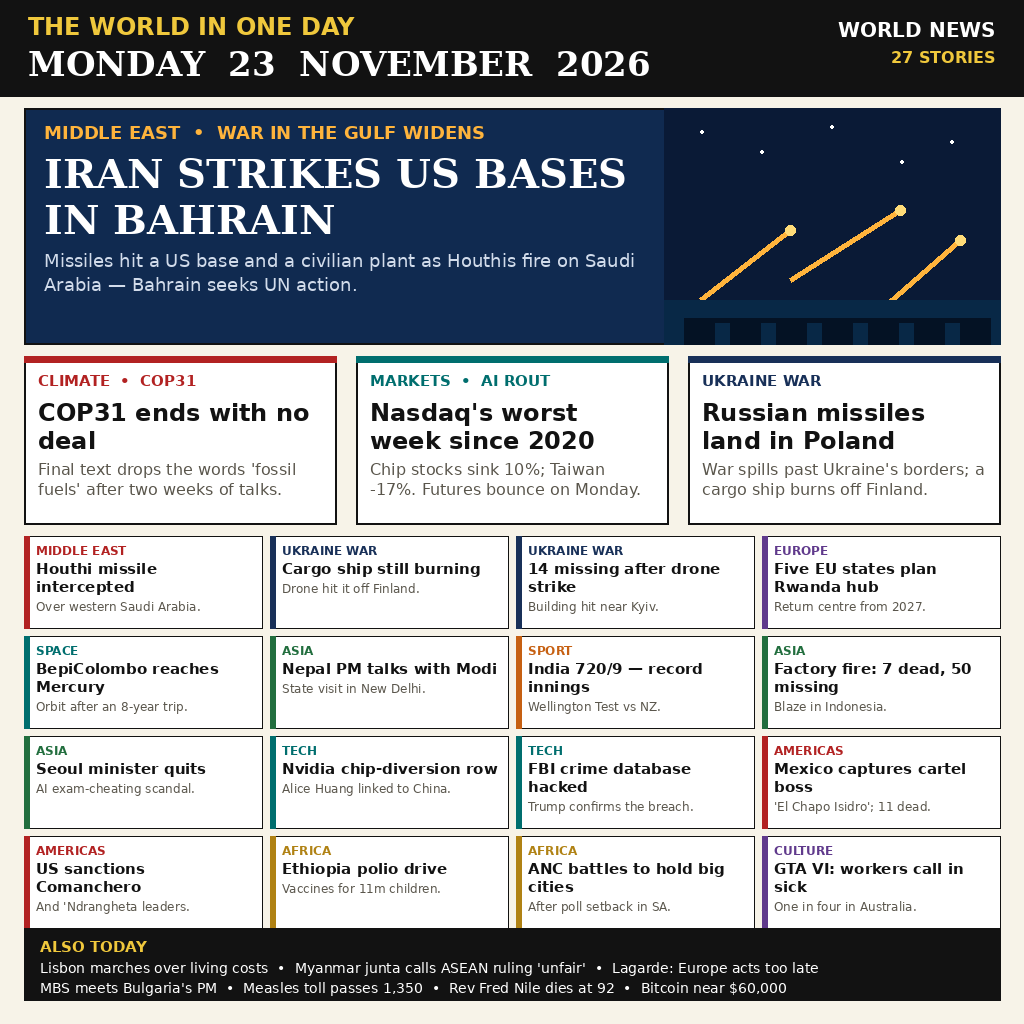 THE WORLD IN ONE DAY
MONDAY 23 NOVEMBER 2026
WORLD NEWS
27 STORIES
MIDDLE EAST • WAR IN THE GULF WIDENS
IRAN STRIKES US BASES
IN BAHRAIN
Missiles hit a US base and a civilian plant as Houthis fire on Saudi
Arabia — Bahrain seeks UN action.
CLIMATE • COP31
COP31 ends with no
deal
Final text drops the words 'fossil
fuels' after two weeks of talks.
MARKETS • AI ROUT
Nasdaq's worst
week since 2020
Chip stocks sink 10%; Taiwan
-17%. Futures bounce on Monday.
UKRAINE WAR
Russian missiles
land in Poland
War spills past Ukraine's borders; a
cargo ship burns off Finland.
MIDDLE EAST
Houthi missile
intercepted
Over western Saudi Arabia.
UKRAINE WAR
Cargo ship still burning
Drone hit it off Finland.
UKRAINE WAR
14 missing after drone
strike
Building hit near Kyiv.
EUROPE
Five EU states plan
Rwanda hub
Return centre from 2027.
SPACE
BepiColombo reaches
Mercury
Orbit after an 8-year trip.
ASIA
Nepal PM talks with Modi
State visit in New Delhi.
SPORT
India 720/9 — record
innings
Wellington Test vs NZ.
ASIA
Factory fire: 7 dead, 50
missing
Blaze in Indonesia.
ASIA
Seoul minister quits
AI exam-cheating scandal.
TECH
Nvidia chip-diversion row
Alice Huang linked to China.
TECH
FBI crime database
hacked
Trump confirms the breach.
AMERICAS
Mexico captures cartel
boss
'El Chapo Isidro'; 11 dead.
AMERICAS
US sanctions
Comanchero
And 'Ndrangheta leaders.
AFRICA
Ethiopia polio drive
Vaccines for 11m children.
AFRICA
ANC battles to hold big
cities
After poll setback in SA.
CULTURE
GTA VI: workers call in
sick
One in four in Australia.
ALSO TODAY
Lisbon marches over living costs • Myanmar junta calls ASEAN ruling 'unfair' • Lagarde: Europe acts too late
MBS meets Bulgaria's PM • Measles toll passes 1,350 • Rev Fred Nile dies at 92 • Bitcoin near $60,000